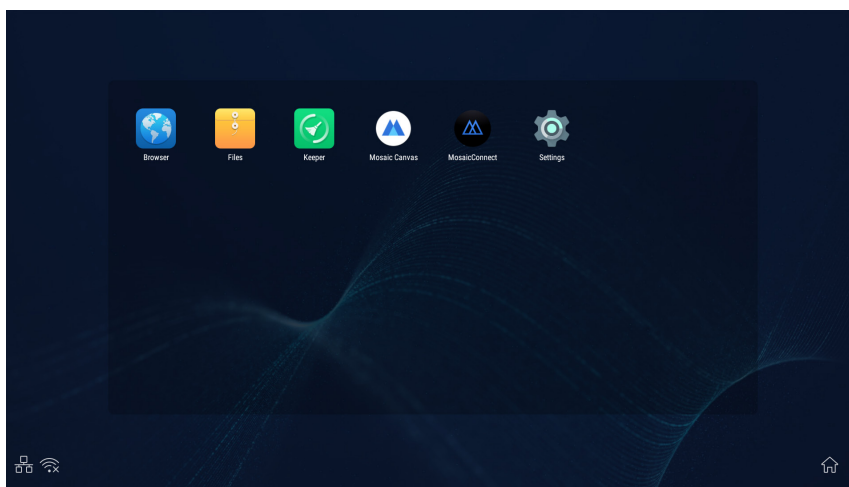 Browser
Files
Keeper
Mosaic Canvas
MosaicConnect
Settings